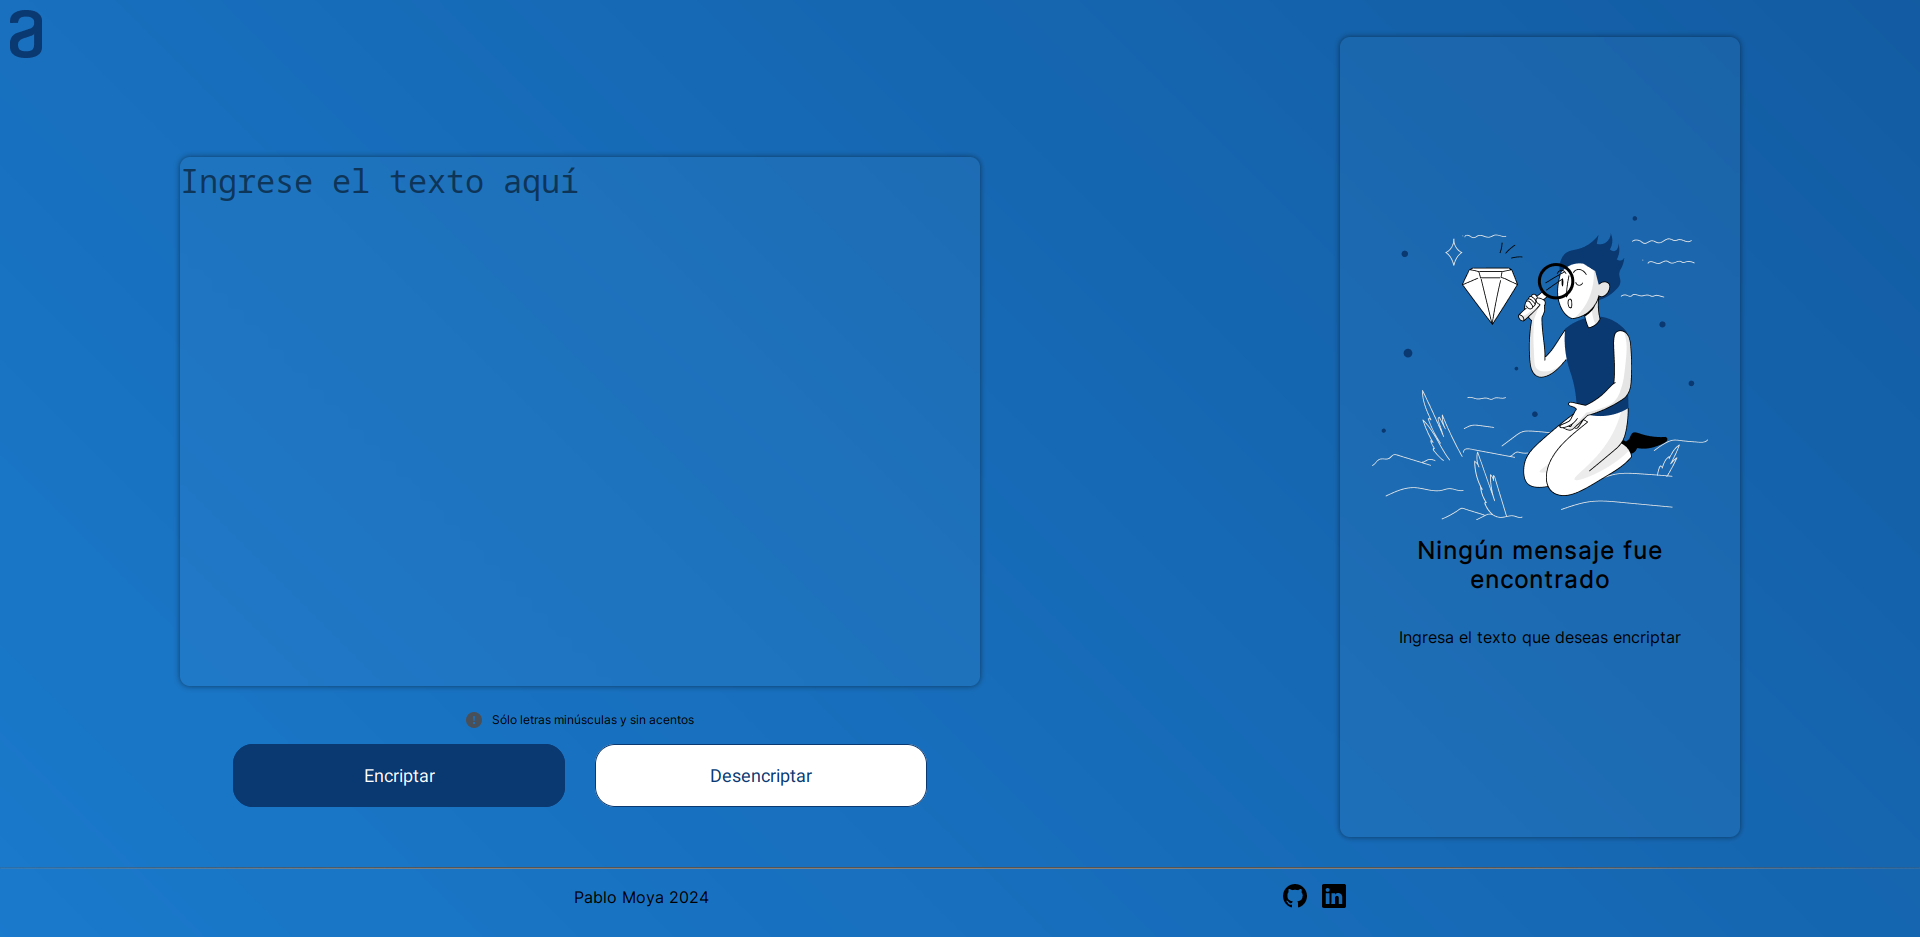 a
Ingrese el texto aquí
Sólo letras minúsculas y sin acentos
Encriptar
Desencriptar
Ningún mensaje fue
encontrado
Ingresa el texto que deseas encriptar
Pablo Moya 2024